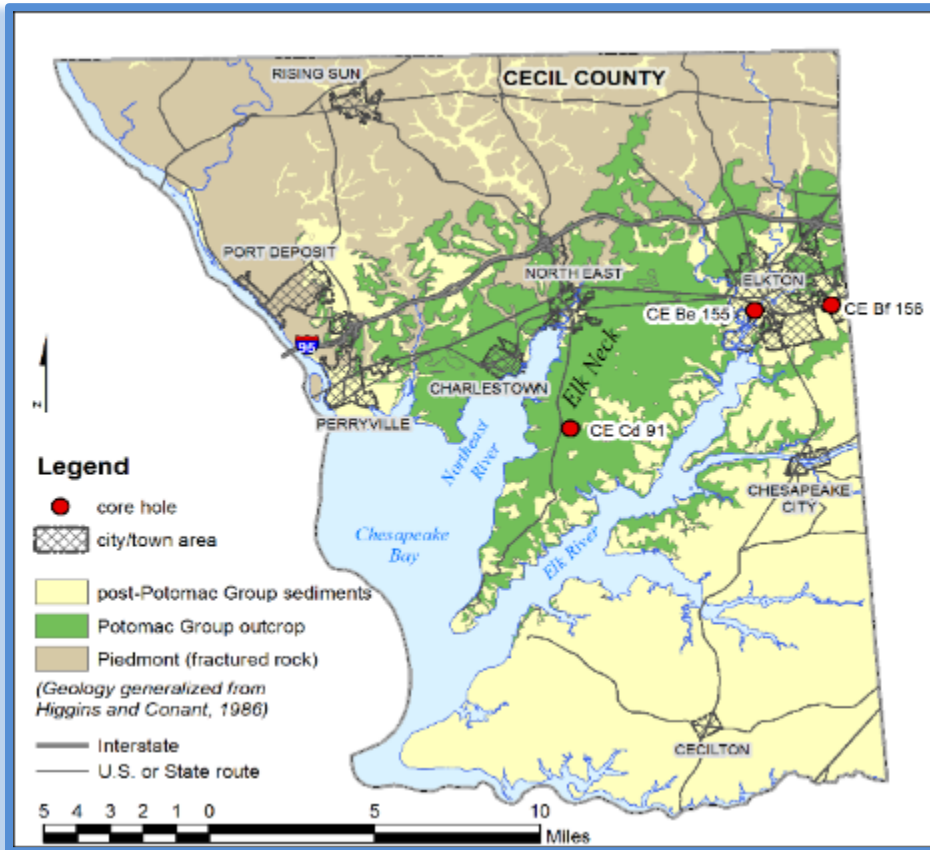 RISING SUN
CECIL COUNTY
PORT DEPOSIT
NORTH EAST
ELKTON
CE Be 155
CE Bf 156
95
Elk Neck
CHARLESTOWN
PERRYVILLE
CE Cd 91
Northeast
River
N
Legend
core hole
city/town area
CHESAPEAKE
CITY
Chesapeake
Bay
Elk River
post-Potomac Group sediments
Potomac Group outcrop
Piedmont (fractured rock)
(Geology generalized from
Higgins and Conant, 1986)
Interstate
U.S. or State route
CECILTON
5 4 3 2 1 0 5 10
Miles